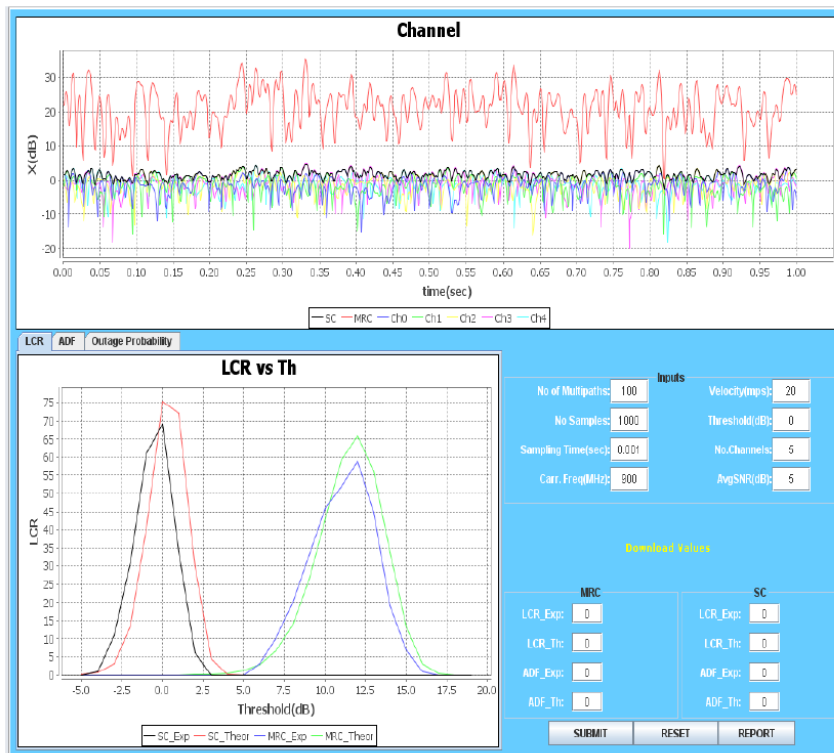 Channel
X(dB)
30
20
10
0
-10
-20
0.00 0.05 0.10 0.15 0.20 0.25 0.30 0.35 0.40 0.45 0.50 0.55 0.60 0.65 0.70 0.75 0.80 0.85 0.90 0.95 1.00
time(sec)
SC MRC Ch0 Ch1 Ch2 Ch3 Ch4
LCR ADF Outage Probability
LCR vs Th
LCR
75
70
65
60
55
50
45
40
35
30
25
20
15
10
5
0
-5.0 -2.5 0.0 2.5 5.0 7.5 10.0 12.5 15.0 17.5 20.0
Threshold(dB)
SC_Exp SC_Theor MRC_Exp MRC_Theor
Inputs
No of Multipaths: 100 Velocity(mps): 20
No Samples: 1000 Threshold(dB): 0
Sampling Time(sec): 0.001 No.Channels: 5
Carr. Freq(MHz): 900 AvgSNR(dB): 5
Download Values
MRC
LCR_Exp: 0
LCR_Th: 0
ADF_Exp: 0
ADF_Th: 0
SC
LCR_Exp: 0
LCR_Th: 0
ADF_Exp: 0
ADF_Th: 0
SUBMIT RESET REPORT